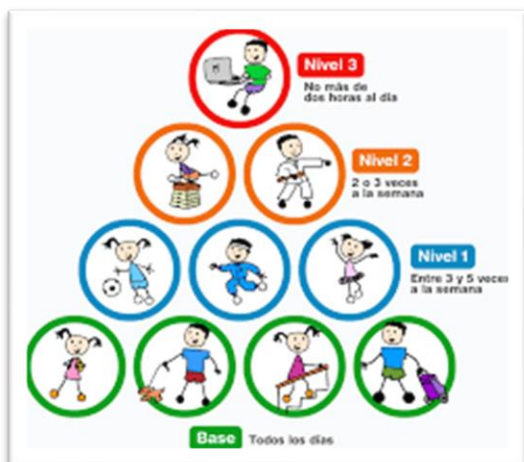 Nivel 3
No más de
dos horas al día
Nivel 2
2 o 3 veces
a la semana
Nivel 1
Entre 3 y 5 veces
a la semana
Base Todos los días